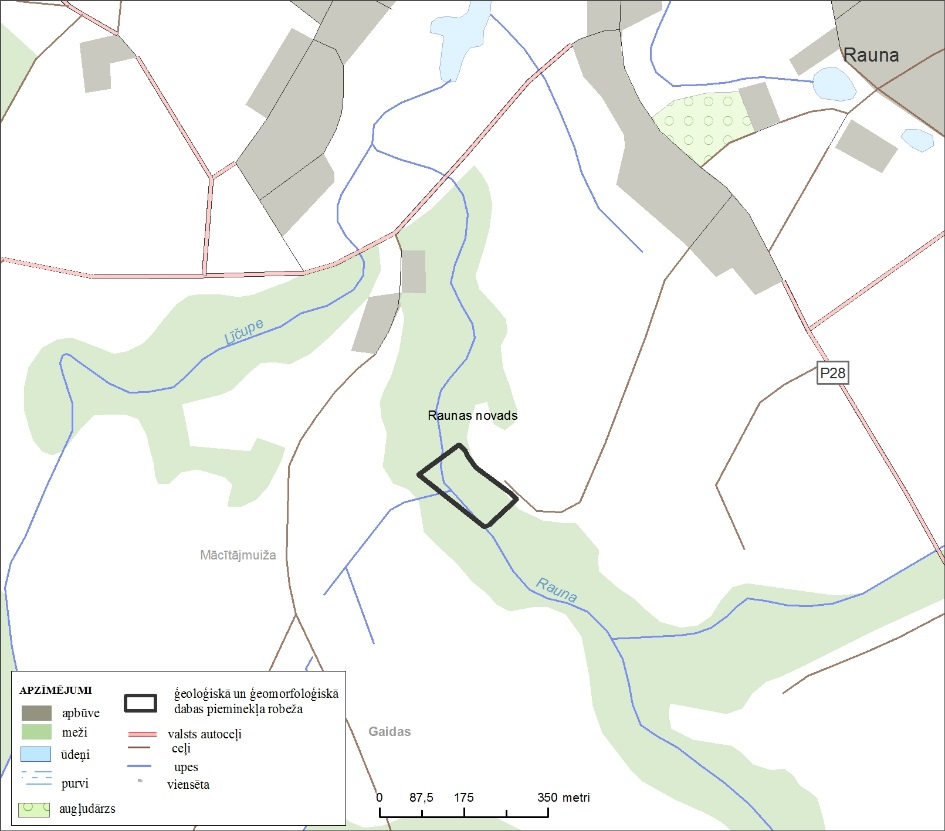 Rauna
Līčupe
P28
Raunas novads
Mācītājmuiža
Rauna
Gaidas
APZĪMĒJUMI
apbūve
meži
ūdeņi
purvi
augļudārzs
ģeoloģiskā un ģeomorfoloģiskā
dabas pieminekļa robeža
valsts autoceļi
ceļi
upes
viensēta
0 87,5 175 350 metri